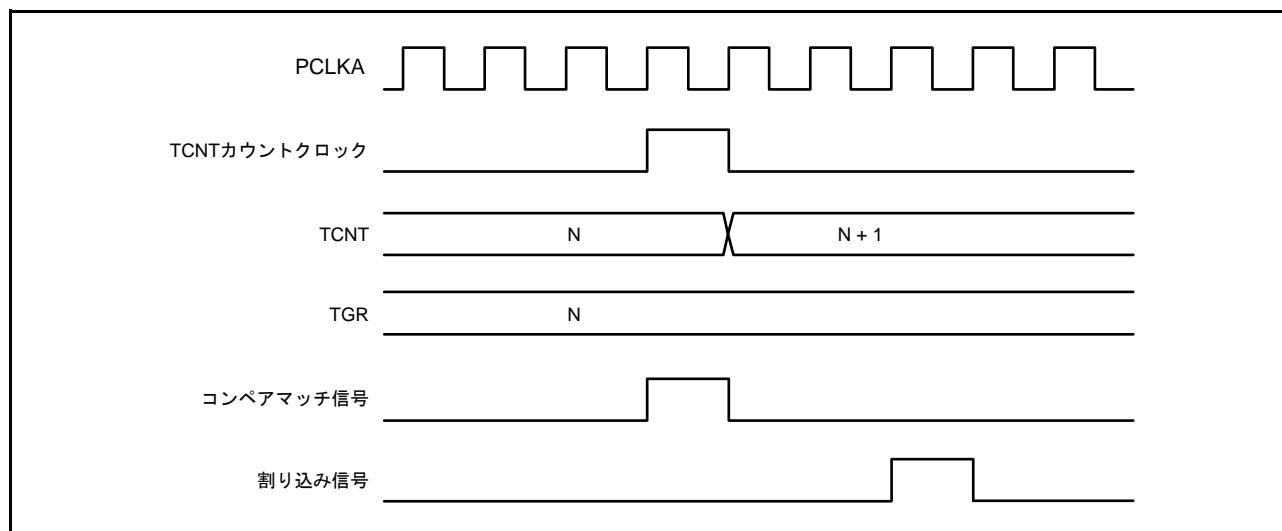 PCLKA
TCNTカウントクロック
TCNT N N + 1
TGR N
コンペアマッチ信号
割り込み信号